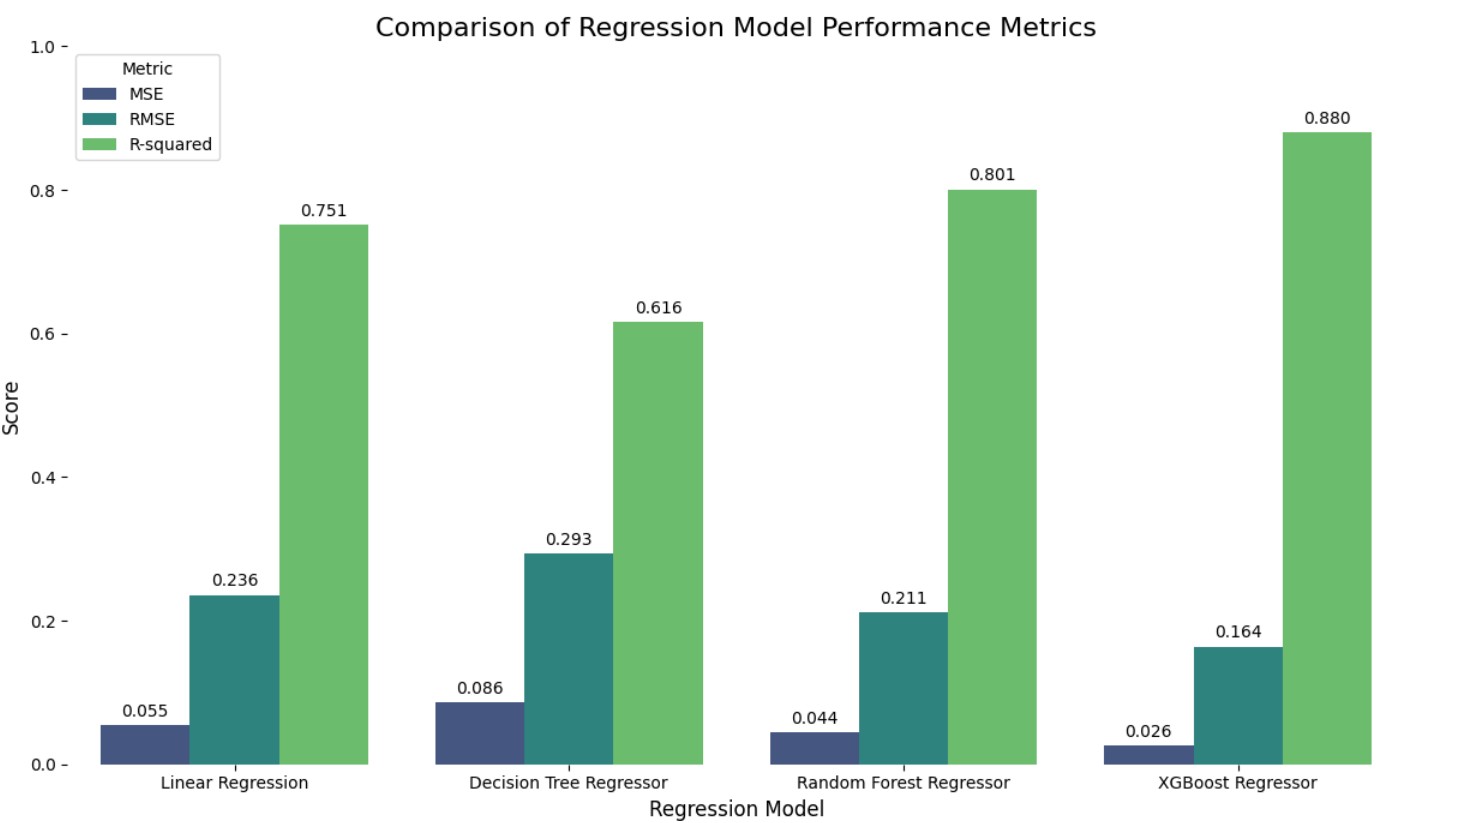 Comparison of Regression Model Performance Metrics
Metric
MSE
RMSE
R-squared
Score
1.0
0.8
0.6
0.4
0.2
0.0
0.055
0.236
0.751
0.086
0.293
0.616
0.044
0.211
0.801
0.026
0.164
0.880
Linear Regression
Decision Tree Regressor
Random Forest Regressor
XGBoost Regressor
Regression Model